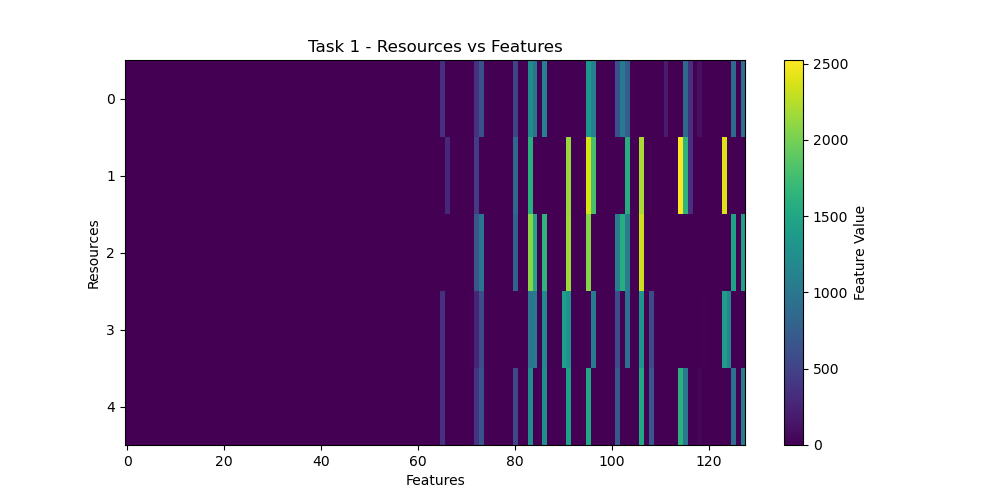 Task 1 - Resources vs Features
Resources
0
1
2
3
4
0 20 40 60 80 100 120
Features
2500
2000
1500
1000
500
0
Feature Value